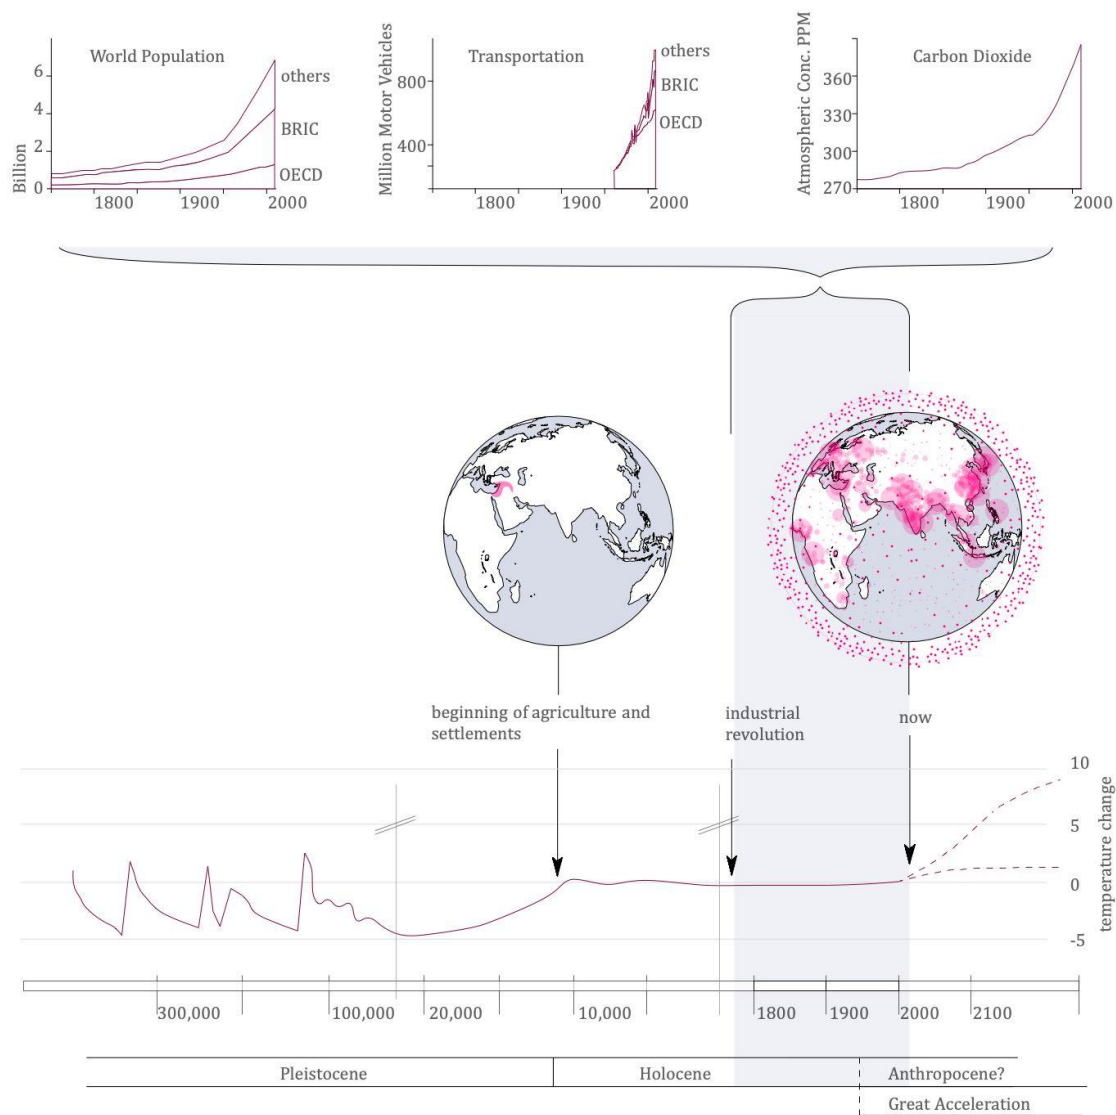 World Population
Billion
6
4
2
0
others
BRIC
OECD
1800
1900
2000
Transportation
Million Motor Vehicles
800
400
others
BRIC
OECD
1800
1900
2000
Carbon Dioxide
Atmospheric Conc. PPM
360
330
300
270
1800
1900
2000
beginning of agriculture and
settlements
industrial
revolution
now
10
5
0
-5
temperature change
300,000
100,000
20,000
10,000
1800
1900
2000
2100
Pleistocene
Holocene
Anthropocene?
Great Acceleration